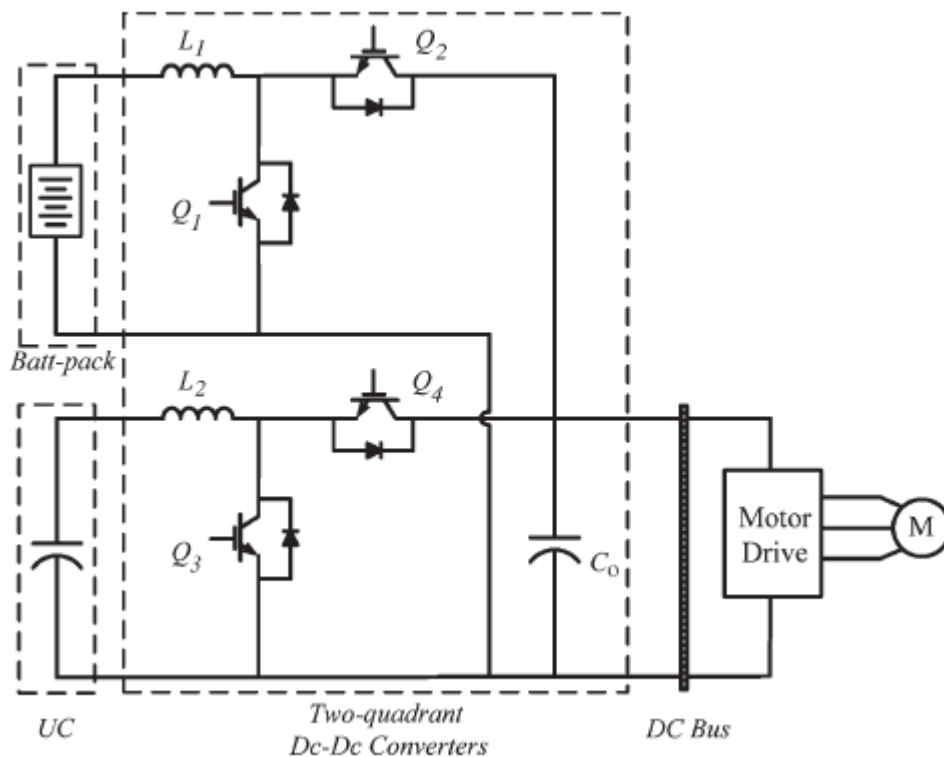 L1
Q2
Q1
Batt-pack
L2
Q4
Q3
Co
Motor
Drive
M
UC
Two-quadrant
Dc-Dc Converters
DC Bus